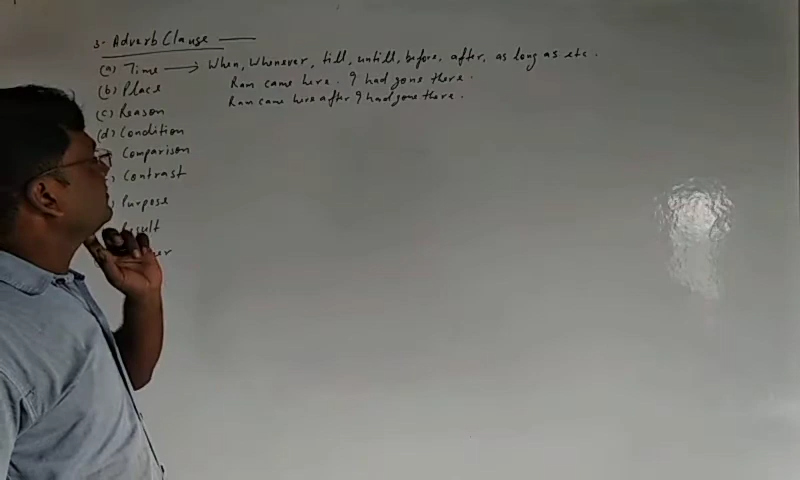 3- Adverb Clause —
(a) Time → When, Whenever, till, untill, before, after, as long as etc.
(b) Place Ram came here. I had gone there.
(c) Reason Ram came here after I had gone there.
(d) Condition
Comparison
Contrast
Purpose